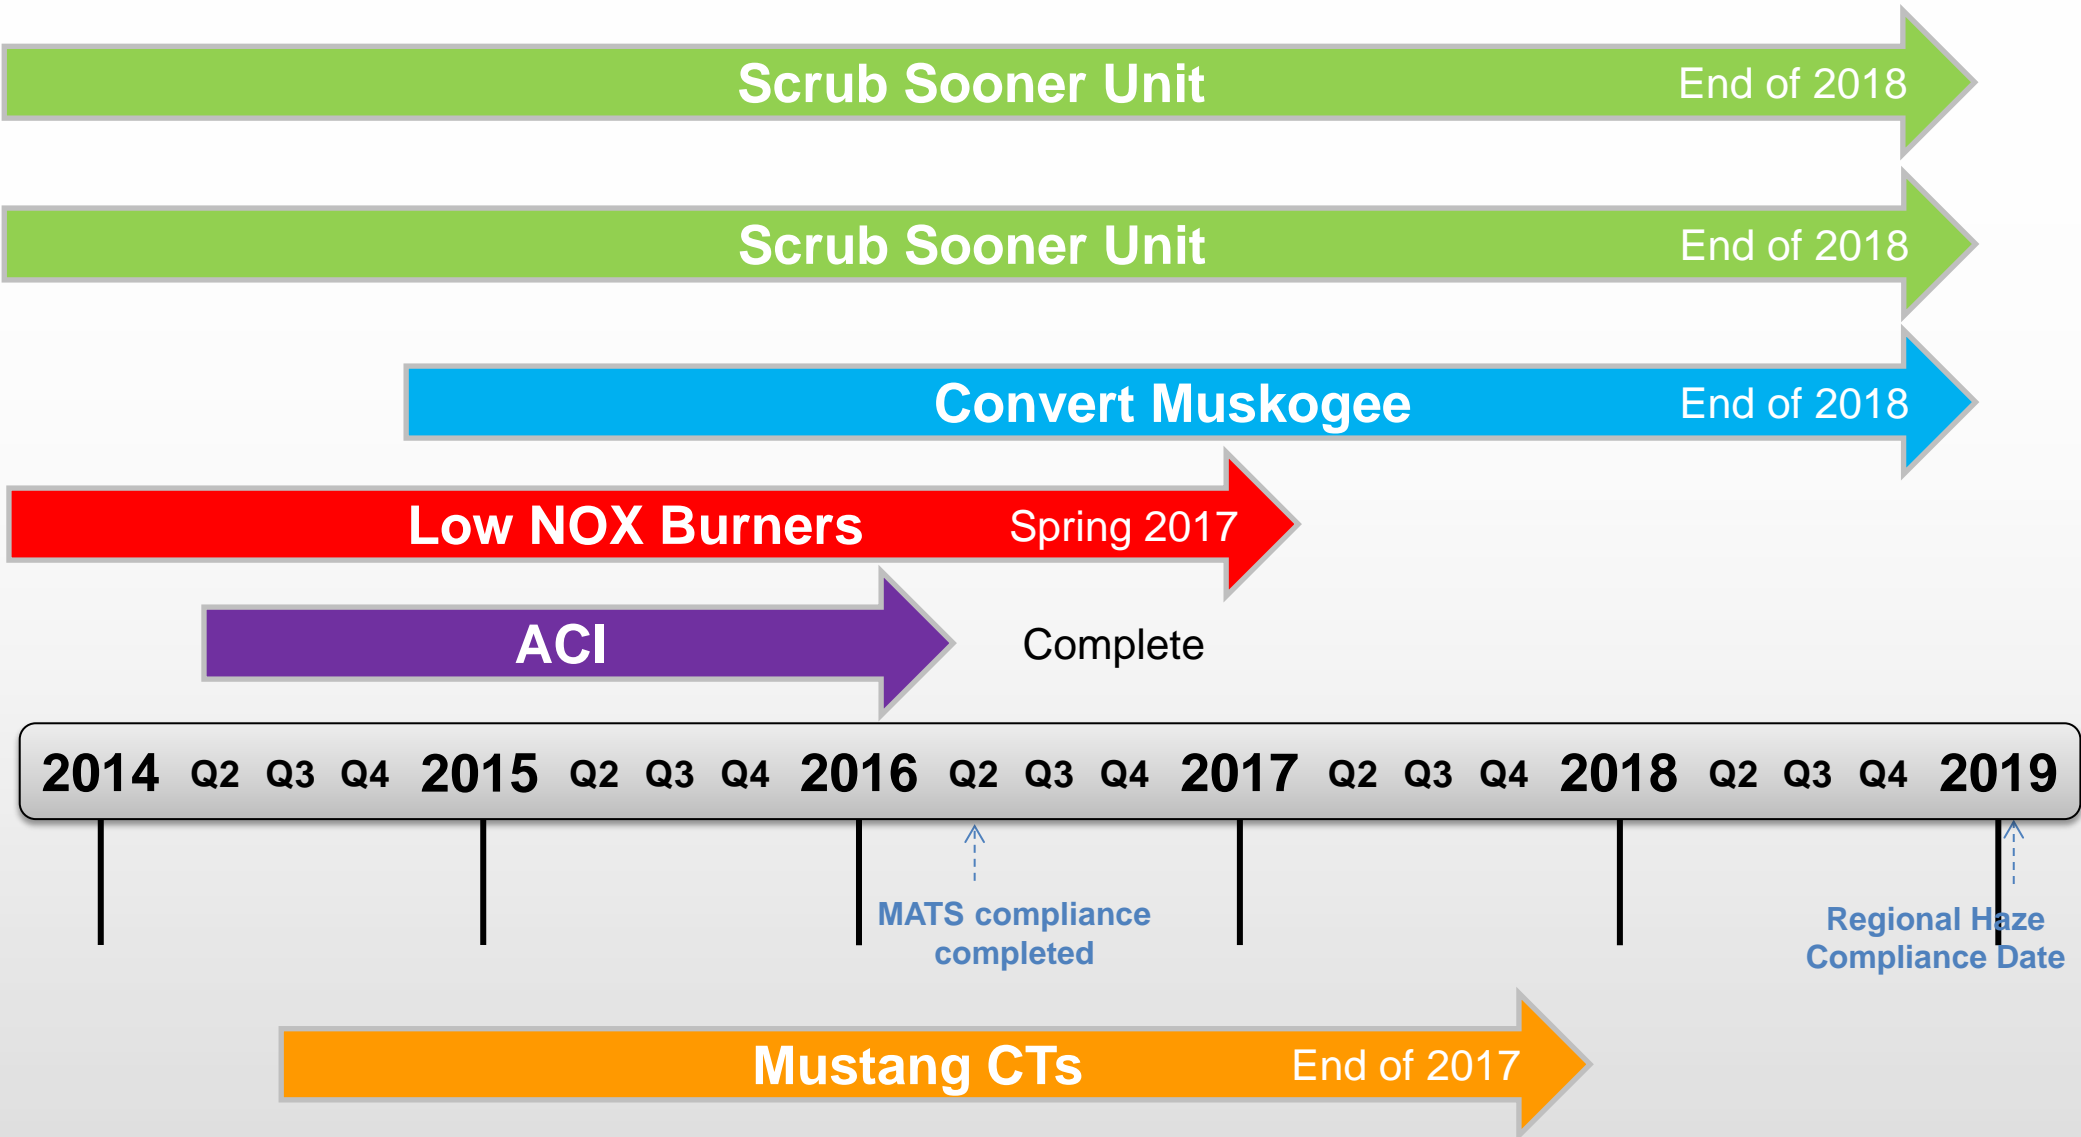 Scrub Sooner Unit End of 2018
Scrub Sooner Unit End of 2018
Convert Muskogee End of 2018
Low NOX Burners Spring 2017
ACI Complete
2014 Q2 Q3 Q4 2015 Q2 Q3 Q4 2016 Q2 Q3 Q4 2017 Q2 Q3 Q4 2018 Q2 Q3 Q4 2019
MATS compliance
completed
Regional Haze
Compliance Date
Mustang CTs End of 2017